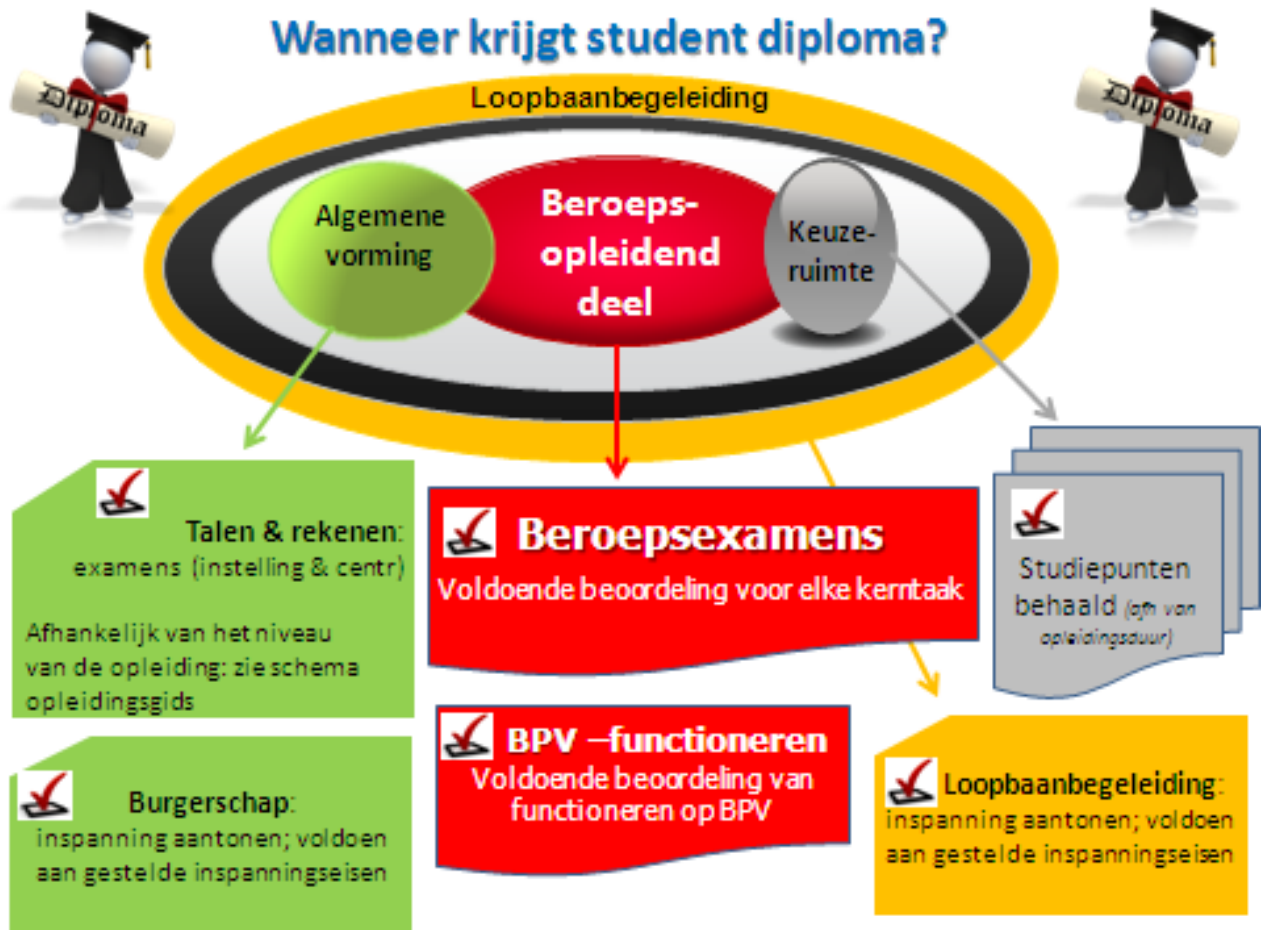 Wanneer krijgt student diploma?
Diploma
Diploma
Loopbaanbegeleiding
Algemene
vorming
Beroeps-
opleidend
deel
Keuze-
ruimte
Talen & rekenen:
examens (instelling & centr)
Afhankelijk van het niveau
van de opleiding: zie schema
opleidingsgids
Burgerschap:
inspanning aantonen; voldoen
aan gestelde inspanningseisen
Beroepsexamens
Voldoende beoordeling voor elke kerntaak
BPV –functioneren
Voldoende beoordeling van
functioneren op BPV
Studiepunten
behaald (afh van
opleidingsduur)
Loopbaanbegeleiding:
inspanning aantonen; voldoen
aan gestelde inspanningseisen